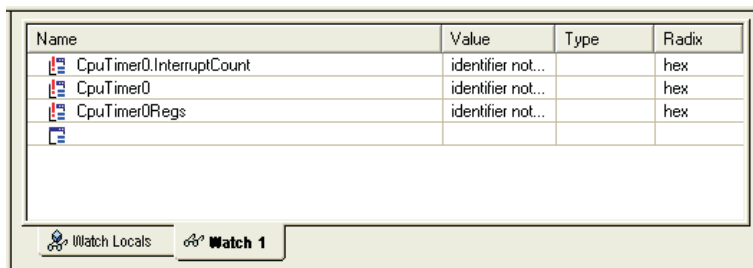 Name Value Type Radix
CpuTimer0.InterruptCount identifier not... hex
CpuTimer0 identifier not... hex
CpuTimer0Regs identifier not... hex
Watch Locals Watch 1